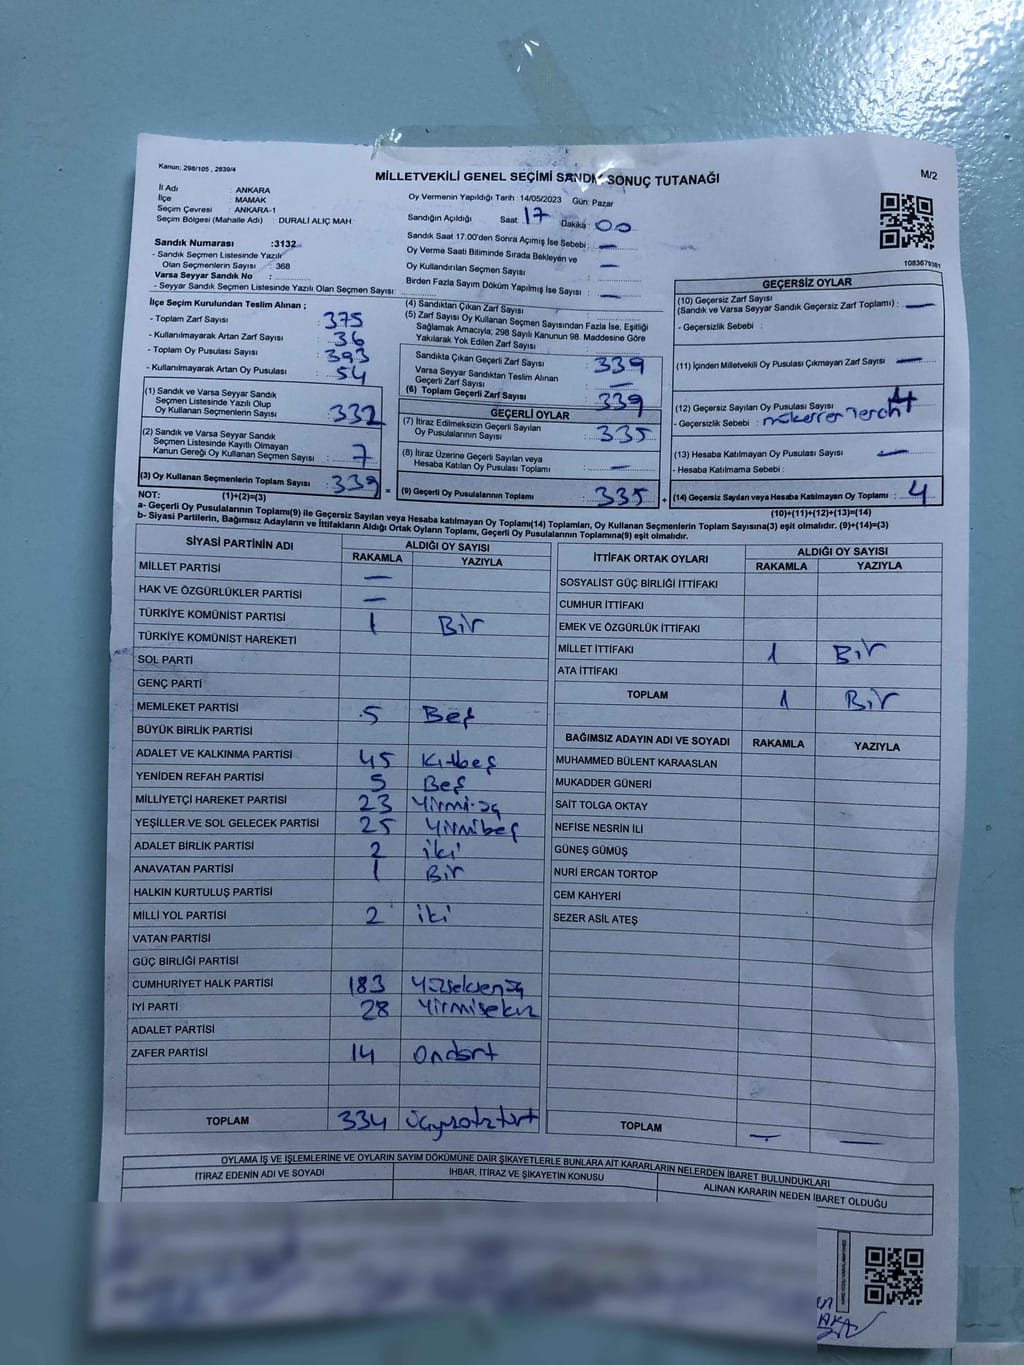 Kanun, 298/105 , 2839/4
MİLLETVEKİLİ GENEL SEÇİMİ SANDIK SONUÇ TUTANAĞI
M/2
İl Adı : ANKARA
İlçe : MAMAK
Seçim Çevresi : ANKARA-1
Seçim Bölgesi (Mahalle Adı) : DURALİ ALIÇ MAH
Oy Vermenin Yapıldığı Tarih : 14/05/2023 Gün: Pazar
Sandığın Açıldığı Saat: 17 Dakika : 00
Sandık Saat 17.00'den Sonra Açımış İse Sebebi : —
Oy Verme Saati Bitiminde Sırada Bekleyen ve
Oy Kullandırılan Seçmen Sayısı : —
Birden Fazla Sayım Döküm Yapılmış İse Sayısı : —
1083679381
Sandık Numarası :3132
- Sandık Seçmen Listesinde Yazılı
Olan Seçmenlerin Sayısı : 368
Varsa Seyyar Sandık No :
- Seyyar Sandık Seçmen Listesinde Yazılı Olan Seçmen Sayısı:
İlçe Seçim Kurulundan Teslim Alınan ;
- Toplam Zarf Sayısı : 375
- Kullanılmayarak Artan Zarf Sayısı : 36
- Toplam Oy Pusulası Sayısı : 393
- Kullanılmayarak Artan Oy Pusulası : 54
(1) Sandık ve Varsa Seyyar Sandık
Seçmen Listesinde Yazılı Olup
Oy Kullanan Seçmenlerin Sayısı : 332
(2) Sandık ve Varsa Seyyar Sandık
Seçmen Listesinde Kayıtlı Olmayan
Kanun Gereği Oy Kullanan Seçmen Sayısı : 7
(3) Oy Kullanan Seçmenlerin Toplam Sayısı : 339 =
(1)+(2)=(3)
(4) Sandıktan Çıkan Zarf Sayısı :
(5) Zarf Sayısı Oy Kullanan Seçmen Sayısından Fazla İse, Eşitliği
Sağlamak Amacıyla; 298 Sayılı Kanunun 98. Maddesine Göre
Yakılarak Yok Edilen Zarf Sayısı :
Sandıkta Çıkan Geçerli Zarf Sayısı : 339
Varsa Seyyar Sandıktan Teslim Alınan
Geçerli Zarf Sayısı : —
(6) Toplam Geçerli Zarf Sayısı : 339
GEÇERLİ OYLAR
(7) İtiraz Edilmeksizin Geçerli Sayılan
Oy Pusulalarının Sayısı : 335
(8) İtiraz Üzerine Geçerli Sayılan veya
Hesaba Katılan Oy Pusulası Toplamı : —
(9) Geçerli Oy Pusulalarının Toplamı : 335 +
GEÇERSİZ OYLAR
(10) Geçersiz Zarf Sayısı
(Sandık ve Varsa Seyyar Sandık Geçersiz Zarf Toplamı) : —
- Geçersizlik Sebebi :
(11) İçinden Milletvekili Oy Pusulası Çıkmayan Zarf Sayısı : —
(12) Geçersiz Sayılan Oy Pusulası Sayısı : 4
- Geçersizlik Sebebi : mükerrer Tercih
(13) Hesaba Katılmayan Oy Pusulası Sayısı : —
- Hesaba Katılmama Sebebi :
(14) Geçersiz Sayılan veya Hesaba Katılmayan Oy Toplamı : 4
(10)+(11)+(12)+(13)=(14)
NOT:
a- Geçerli Oy Pusulasının Toplamı(9) ile Geçersiz Sayılan veya Hesaba katılmayan Oy Toplamı(14) Toplamları, Oy Kullanan Seçmenlerin Toplam Sayısına(3) eşit olmalıdır. (9)+(14)=(3)
b- Siyasi Partilerin, Bağımsız Adayların ve İttifakların Aldığı Ortak Oyların Toplamı, Geçerli Oy Pusulasının Toplamına(9) eşit olmalıdır.
SİYASİ PARTİNİN ADI ALDIĞI OY SAYISI
RAKAMLA YAZIYLA
MİLLET PARTİSİ —
HAK VE ÖZGÜRLÜKLER PARTİSİ —
TÜRKİYE KOMÜNİST PARTİSİ 1 Bir
TÜRKİYE KOMÜNİST HAREKETİ
SOL PARTİ
GENÇ PARTİ
MEMLEKET PARTİSİ 5 Beş
BÜYÜK BİRLİK PARTİSİ
ADALET VE KALKINMA PARTİSİ 45 Kırkbeş
YENİDEN REFAH PARTİSİ 5 Beş
MİLLİYETÇİ HAREKET PARTİSİ 23 Yirmi üç
YEŞİLLER VE SOL GELECEK PARTİSİ 25 Yirmibeş
ADALET BİRLİK PARTİSİ 2 iki
ANAVATAN PARTİSİ 1 Bir
HALKIN KURTULUŞ PARTİSİ
MİLLİ YOL PARTİSİ 2 iki
VATAN PARTİSİ
GÜÇ BİRLİĞİ PARTİSİ
CUMHURİYET HALK PARTİSİ 183 Yüzseksenüç
İYİ PARTİ 28 Yirmisekiz
ADALET PARTİSİ
ZAFER PARTİSİ 14 Ondört
TOPLAM 334 üçyüzotuzdört
İTTİFAK ORTAK OYLARI ALDIĞI OY SAYISI
RAKAMLA YAZIYLA
SOSYALİST GÜÇ BİRLİĞİ İTTİFAKI
CUMHUR İTTİFAKI
EMEK VE ÖZGÜRLÜK İTTİFAKI
MİLLET İTTİFAKI 1 Bir
ATA İTTİFAKI
TOPLAM 1 Bir
BAĞIMSIZ ADAYIN ADI VE SOYADI RAKAMLA YAZIYLA
MUHAMMED BÜLENT KARAASLAN
MUKADDER GÜNERİ
SAİT TOLGA OKTAY
NEFİSE NESRİN İLİ
GÜNEŞ GÜMÜŞ
NURİ ERCAN TORTOP
CEM KAHYERİ
SEZER ASİL ATEŞ
TOPLAM — —
OYLAMA İŞ VE İŞLEMLERİNE VE OYLARIN SAYIM DÖKÜMÜNE DAİR ŞİKAYETLERLE BUNLARA AİT KARARLARIN NELERDEN İBARET BULUNDUKLARI
İTİRAZ EDENİN ADI VE SOYADI İHBAR, İTİRAZ VE ŞİKAYETİN KONUSU ALINAN KARARIN NEDEN İBARET OLDUĞU